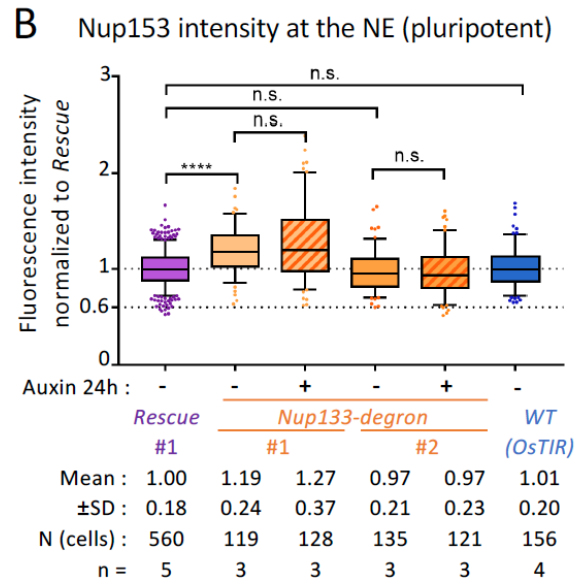 B Nup153 intensity at the NE (pluripotent)
Fluorescence intensity
normalized to Rescue
3
2
1
0.6
0
n.s.
n.s.
n.s.
****
n.s.
Auxin 24h : - - + - + -
Rescue Nup133-degron WT
#1 #1 #2 (OsTIR)
Mean : 1.00 1.19 1.27 0.97 0.97 1.01
±SD : 0.18 0.24 0.37 0.21 0.23 0.20
N (cells) : 560 119 128 135 121 156
n = 5 3 3 3 3 4